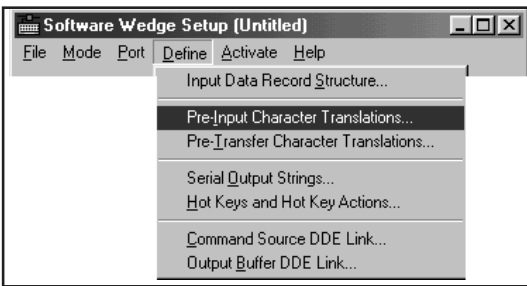 Software Wedge Setup (Untitled)
File Mode Port Define Activate Help
Input Data Record Structure...
Pre-Input Character Translations...
Pre-Transfer Character Translations...
Serial Output Strings...
Hot Keys and Hot Key Actions...
Command Source DDE Link...
Output Buffer DDE Link...